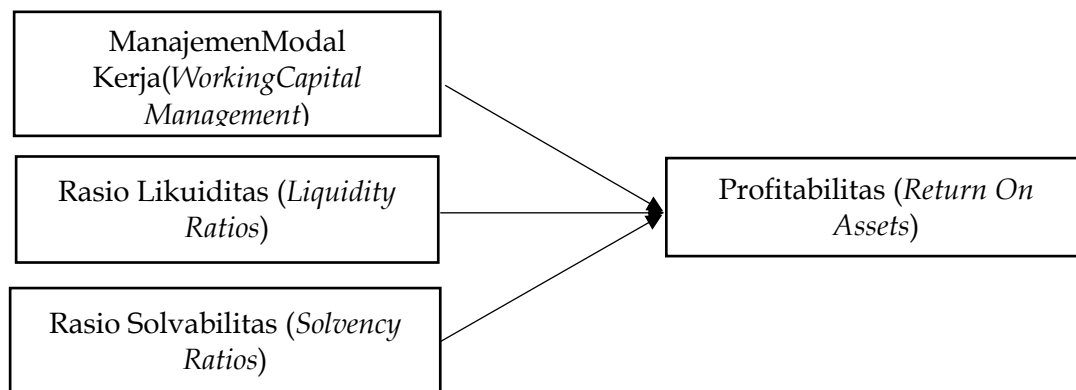 ManajemenModal
Kerja(WorkingCapital
Management)
Rasio Likuiditas (Liquidity
Ratios)
Profitabilitas (Return On
Assets)
Rasio Solvabilitas (Solvency
Ratios)